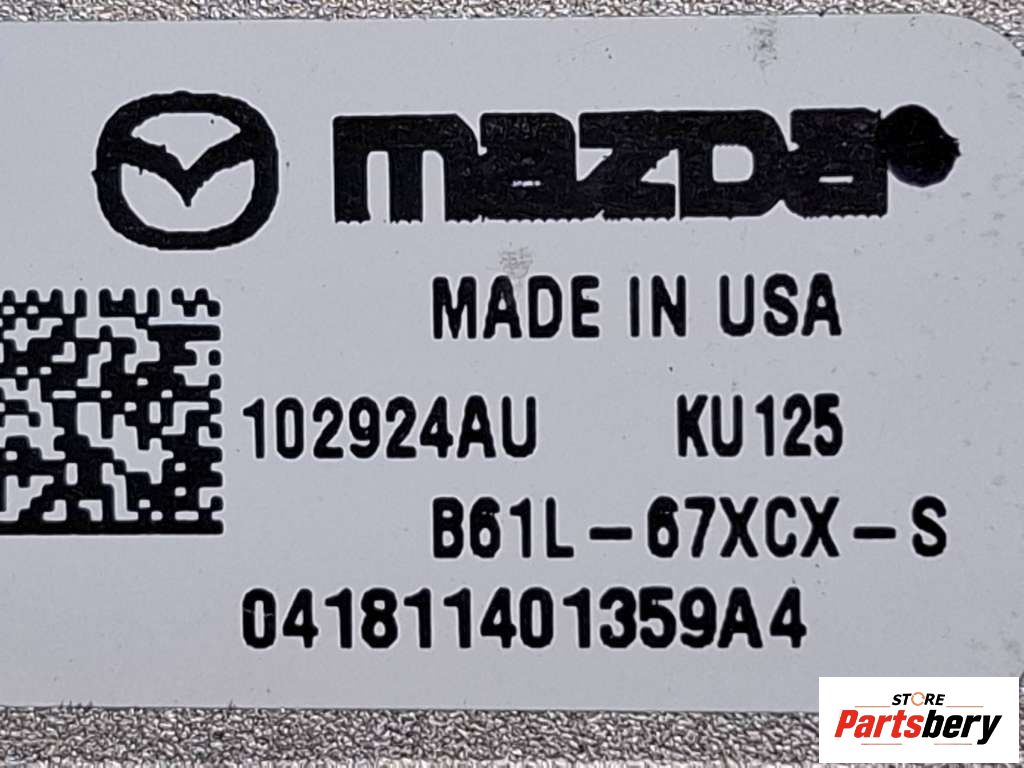 mazda
MADE IN USA
102924AU KU125
B61L-67XCX-S
041811401359A4
STORE
Partsbery